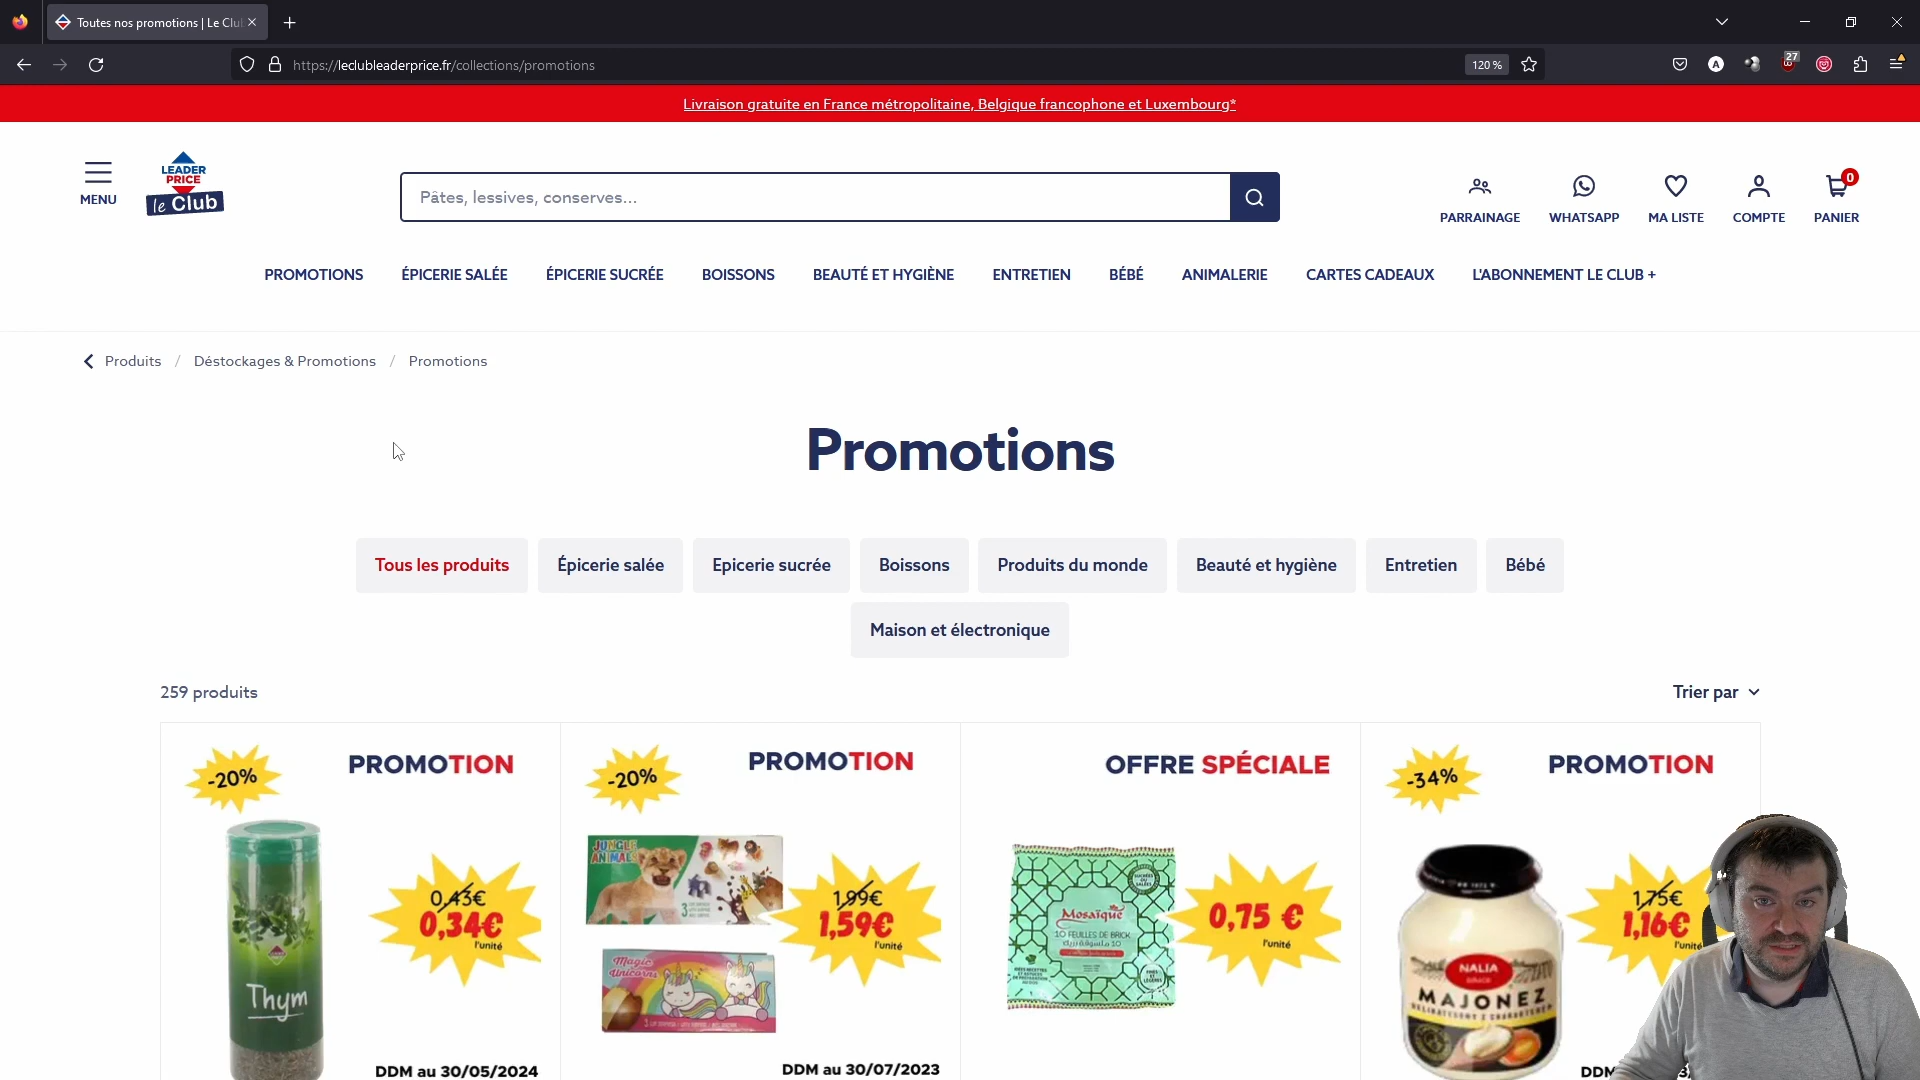 Toutes nos promotions | Le Clu
https://leclubleaderprice.fr/collections/promotions
120 %
27
Livraison gratuite en France métropolitaine, Belgique francophone et Luxembourg*
MENU
LEADER
PRICE
le Club
Pâtes, lessives, conserves...
PARRAINAGE
WHATSAPP
MA LISTE
COMPTE
0
PANIER
PROMOTIONS
ÉPICERIE SALÉE
ÉPICERIE SUCRÉE
BOISSONS
BEAUTÉ ET HYGIÈNE
ENTRETIEN
BÉBÉ
ANIMALERIE
CARTES CADEAUX
L'ABONNEMENT LE CLUB +
Produits / Déstockages & Promotions / Promotions
Promotions
Tous les produits
Épicerie salée
Epicerie sucrée
Boissons
Produits du monde
Beauté et hygiène
Entretien
Bébé
Maison et électronique
259 produits
Trier par
-20%
PROMOTION
0,43€
0,34€
l'unité
Thym
DDM au 30/05/2024
-20%
PROMOTION
JUNGLE
ANIMALS
1,99€
1,59€
l'unité
Magic
Unicorns
DDM au 30/07/2023
OFFRE SPÉCIALE
Mosaïque
10 FEUILLES DE BRICK
0,75 €
l'unité
-34%
PROMOTION
1,75€
1,16€
l'unité
NALIA
MAJONEZ